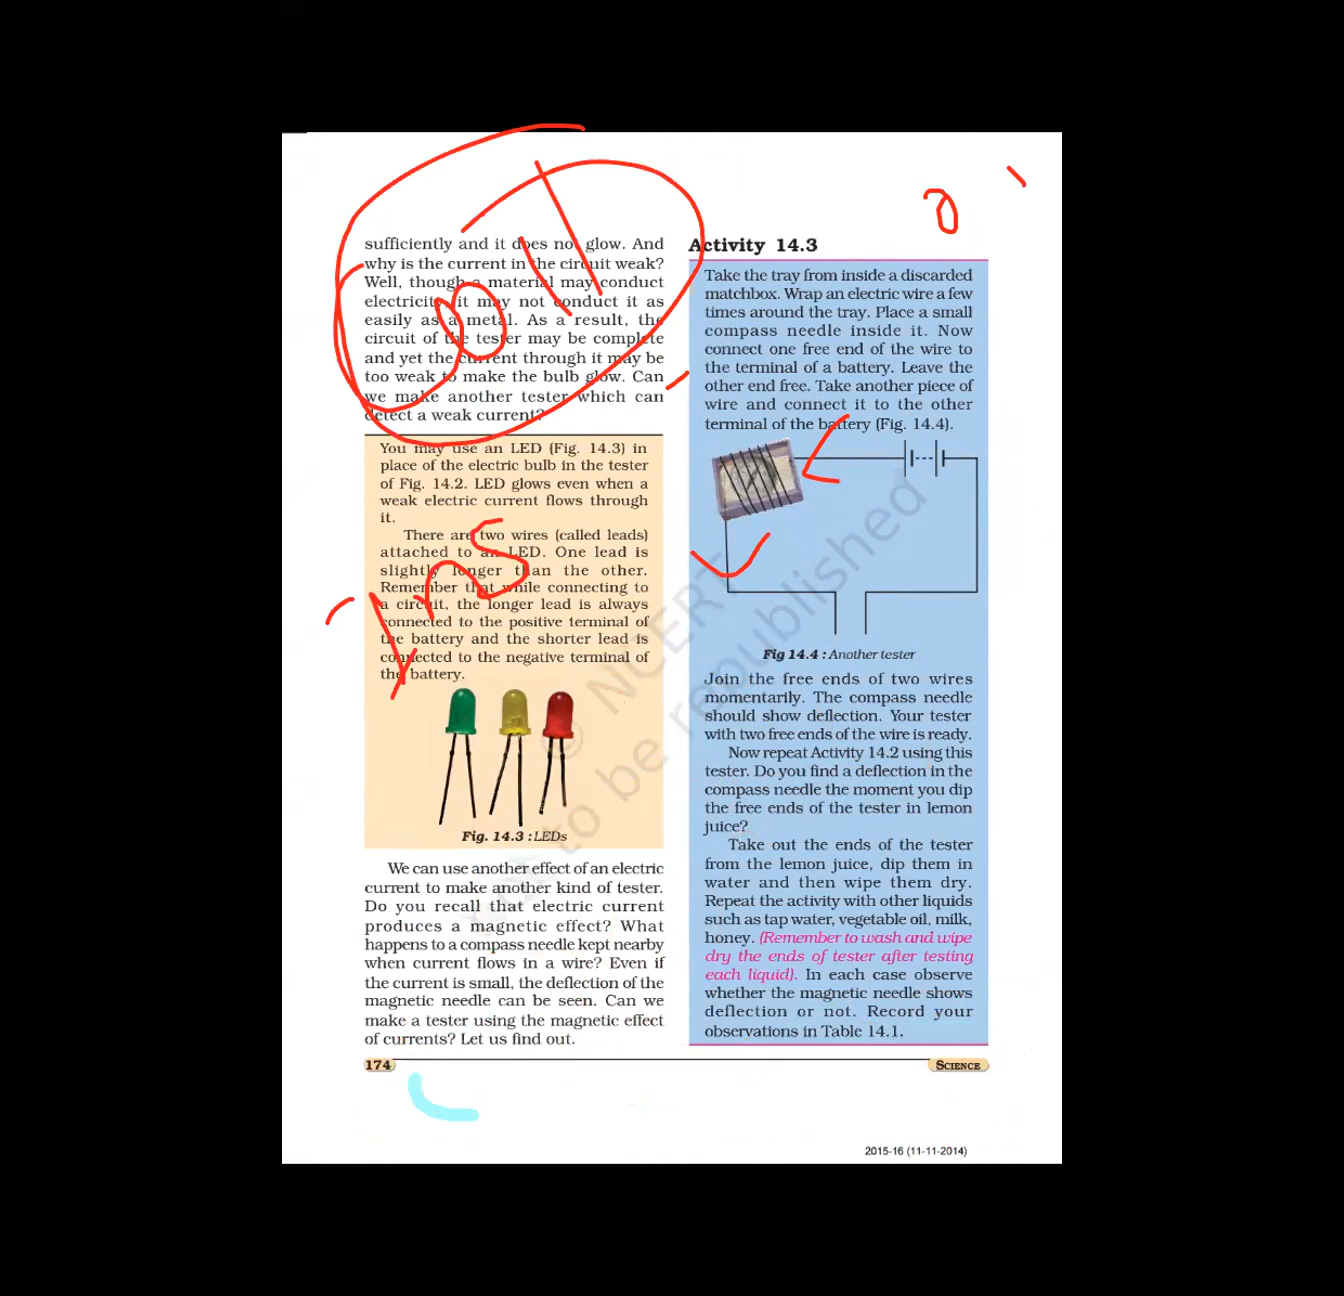 sufficiently and it does not glow. And
why is the current in the circuit weak?
Well, though a material may conduct
electricity, it may not conduct it as
easily as a metal. As a result, the
circuit of the tester may be complete
and yet the current through it may be
too weak to make the bulb glow. Can
we make another tester which can
detect a weak current?
You may use an LED (Fig. 14.3) in
place of the electric bulb in the tester
of Fig. 14.2. LED glows even when a
weak electric current flows through
it.
There are two wires (called leads)
attached to an LED. One lead is
slightly longer than the other.
Remember that while connecting to
a circuit, the longer lead is always
connected to the positive terminal of
the battery and the shorter lead is
connected to the negative terminal of
the battery.
Fig. 14.3 : LEDs
We can use another effect of an electric
current to make another kind of tester.
Do you recall that electric current
produces a magnetic effect? What
happens to a compass needle kept nearby
when current flows in a wire? Even if
the current is small, the deflection of the
magnetic needle can be seen. Can we
make a tester using the magnetic effect
of currents? Let us find out.
Activity 14.3
Take the tray from inside a discarded
matchbox. Wrap an electric wire a few
times around the tray. Place a small
compass needle inside it. Now
connect one free end of the wire to
the terminal of a battery. Leave the
other end free. Take another piece of
wire and connect it to the other
terminal of the battery (Fig. 14.4).
Fig 14.4 : Another tester
Join the free ends of two wires
momentarily. The compass needle
should show deflection. Your tester
with two free ends of the wire is ready.
Now repeat Activity 14.2 using this
tester. Do you find a deflection in the
compass needle the moment you dip
the free ends of the tester in lemon
juice?
Take out the ends of the tester
from the lemon juice, dip them in
water and then wipe them dry.
Repeat the activity with other liquids
such as tap water, vegetable oil, milk,
honey. (Remember to wash and wipe
dry the ends of tester after testing
each liquid). In each case observe
whether the magnetic needle shows
deflection or not. Record your
observations in Table 14.1.
© NCERT
not to be republished
174
SCIENCE
2015-16 (11-11-2014)